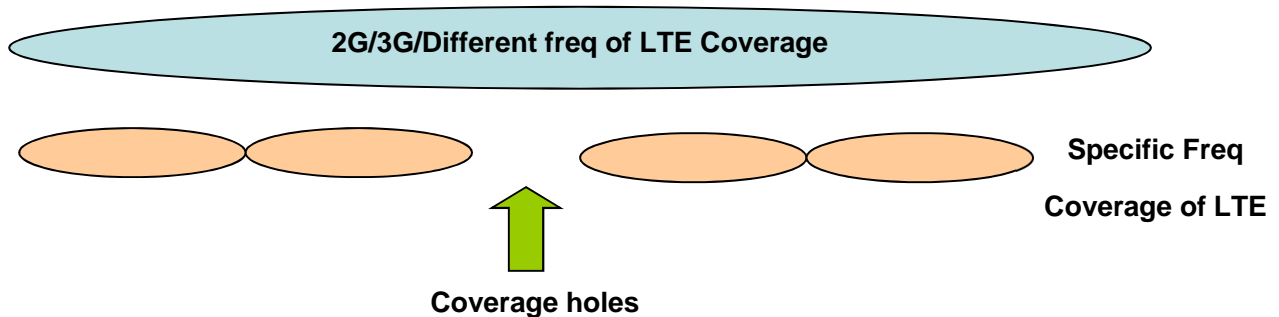 2G/3G/Different freq of LTE Coverage
Specific Freq
Coverage of LTE
Coverage holes